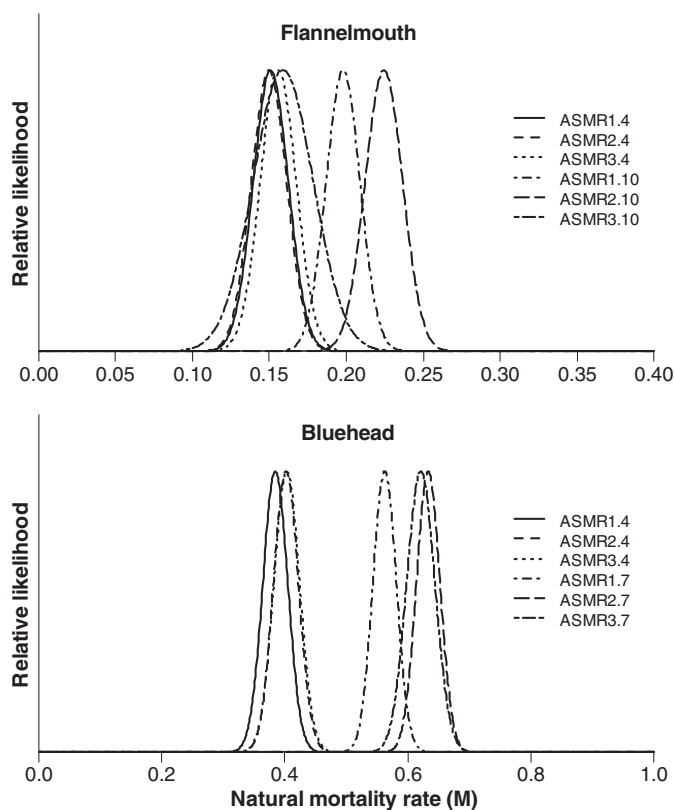 Flannelmouth
Relative likelihood
ASMR1.4
ASMR2.4
ASMR3.4
ASMR1.10
ASMR2.10
ASMR3.10
0.00 0.05 0.10 0.15 0.20 0.25 0.30 0.35 0.40
Bluehead
Relative likelihood
ASMR1.4
ASMR2.4
ASMR3.4
ASMR1.7
ASMR2.7
ASMR3.7
0.0 0.2 0.4 0.6 0.8 1.0
Natural mortality rate (M)